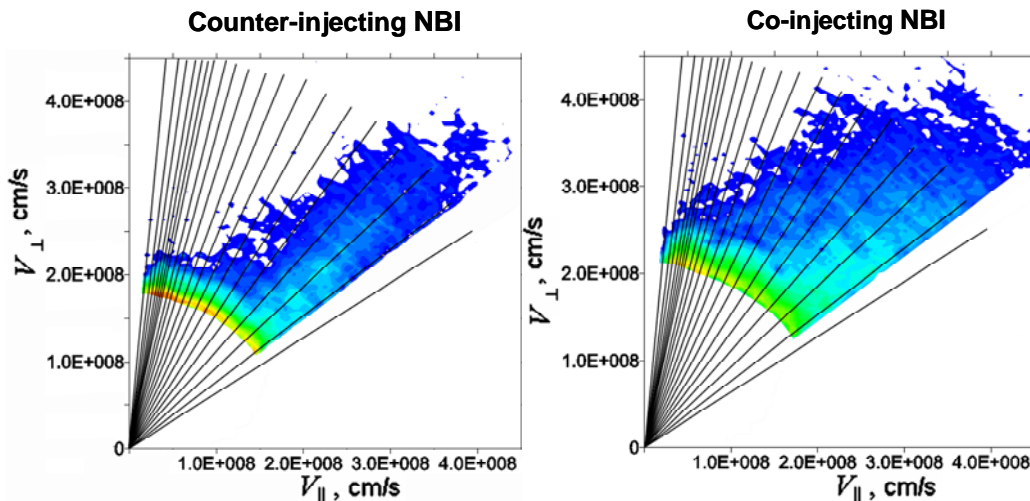 Counter-injecting NBI
Co-injecting NBI
4.0E+008
3.0E+008
2.0E+008
1.0E+008
0
V⊥, cm/s
1.0E+008 2.0E+008 3.0E+008 4.0E+008
V||, cm/s
4.0E+008
3.0E+008
2.0E+008
1.0E+008
0
V⊥, cm/s
0 1.0E+008 2.0E+008 3.0E+008 4.0E+008
V||, cm/s